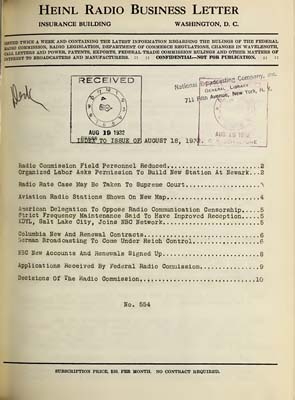 HEINL RADIO BUSINESS LETTER
INSURANCE BUILDING WASHINGTON, D. C.
ISSUED TWICE A WEEK AND CONTAINING THE LATEST INFORMATION REGARDING THE RULINGS OF THE FEDERAL
RADIO COMMISSION, RADIO LEGISLATION, DEPARTMENT OF COMMERCE REGULATIONS, CHANGES IN WAVELENGTH,
CALL LETTERS AND POWER, PATENTS, EXPORTS, FEDERAL TRADE COMMISSION RULINGS AND OTHER MATTERS OF
INTEREST TO BROADCASTERS AND MANUFACTURERS. :: :: CONFIDENTIAL—NOT FOR PUBLICATION. :: ::
RECEIVED
AUG 19 1932
National Broadcasting Company, Inc.
GENERAL LIBRARY
711 Fifth Avenue, New York, N. Y.
AUG 19 1932
INDEX TO ISSUE OF AUGUST 18, 1932.
Radio Commission Field Personnel Reduced.....2
Organized Labor Asks Permission To Build New Station At Newark..2
Radio Rate Case May Be Taken To Supreme Court.....
Aviation Radio Stations Shown On New Map.....4
American Delegation To Oppose Radio Communication Censorship....5
Strict Frequency Maintenance Said To Have Improved Reception....5
KDYL, Salt Lake City, Joins NBC Network.....5
Columbia New And Renewal Contracts.....6
German Broadcasting To Come Under Reich Control.....6
NBC New Accounts And Renewals Signed Up.....8
Applications Received By Federal Radio Commission.....9
Decisions Of The Radio Commission.....10
No. 554
SUBSCRIPTION PRICE, $10. PER MONTH. NO CONTRACT REQUIRED.